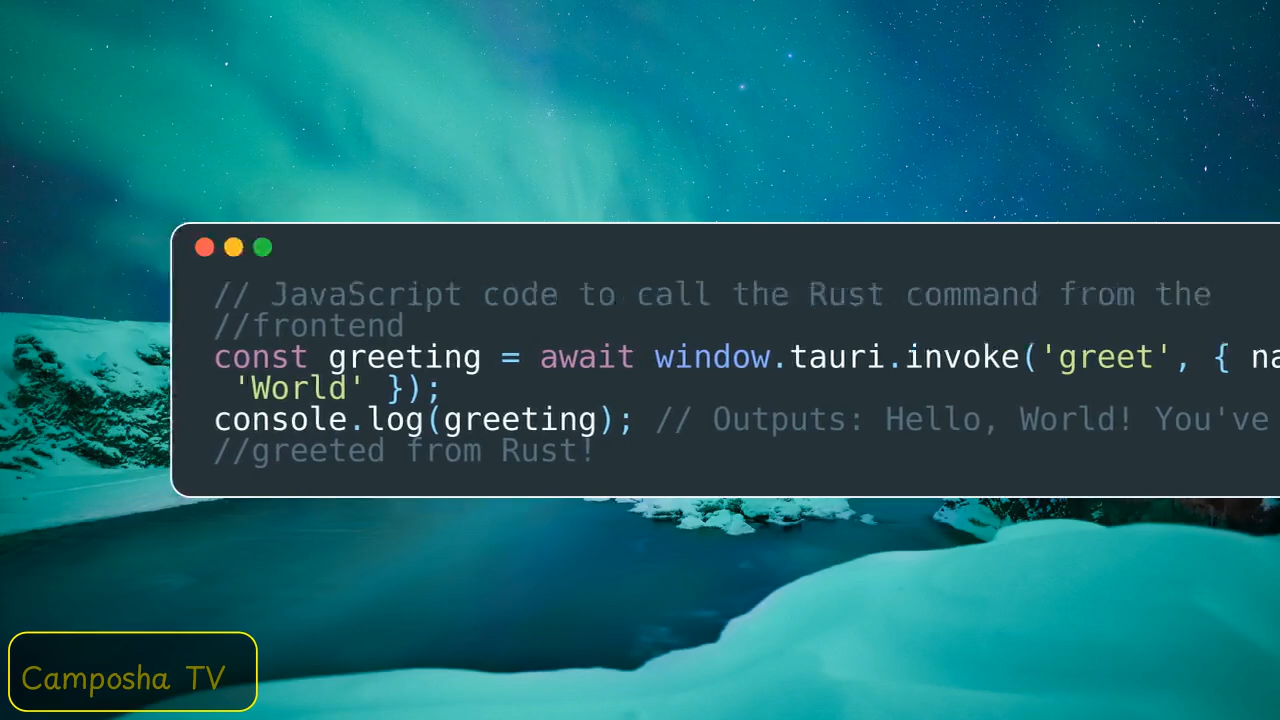 // JavaScript code to call the Rust command from the
//frontend
const greeting = await window.tauri.invoke('greet', { na
'World' });
console.log(greeting); // Outputs: Hello, World! You've
//greeted from Rust!
Camposha TV